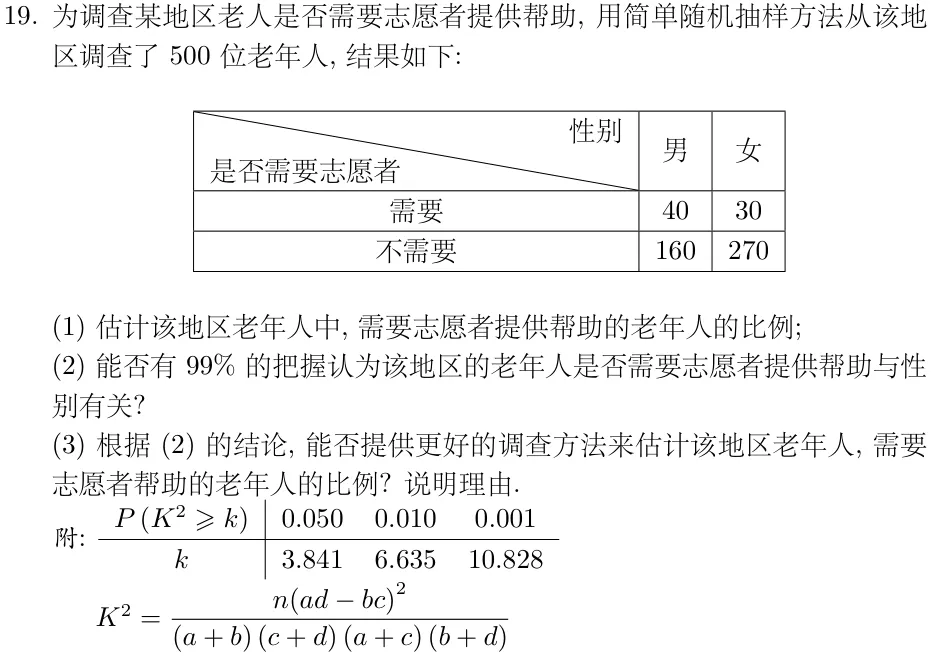 19. 为调查某地区老人是否需要志愿者提供帮助, 用简单随机抽样方法从该地
区调查了 500 位老年人, 结果如下:
性别
是否需要志愿者 男 女
需要 40 30
不需要 160 270
(1) 估计该地区老年人中, 需要志愿者提供帮助的老年人的比例;
(2) 能否有 99% 的把握认为该地区的老年人是否需要志愿者提供帮助与性
别有关?
(3) 根据 (2) 的结论, 能否提供更好的调查方法来估计该地区老年人, 需要
志愿者帮助的老年人的比例? 说明理由.
附: P (K² ⩾ k) 0.050 0.010 0.001
k 3.841 6.635 10.828
K² = n(ad − bc)² / (a + b) (c + d) (a + c) (b + d)